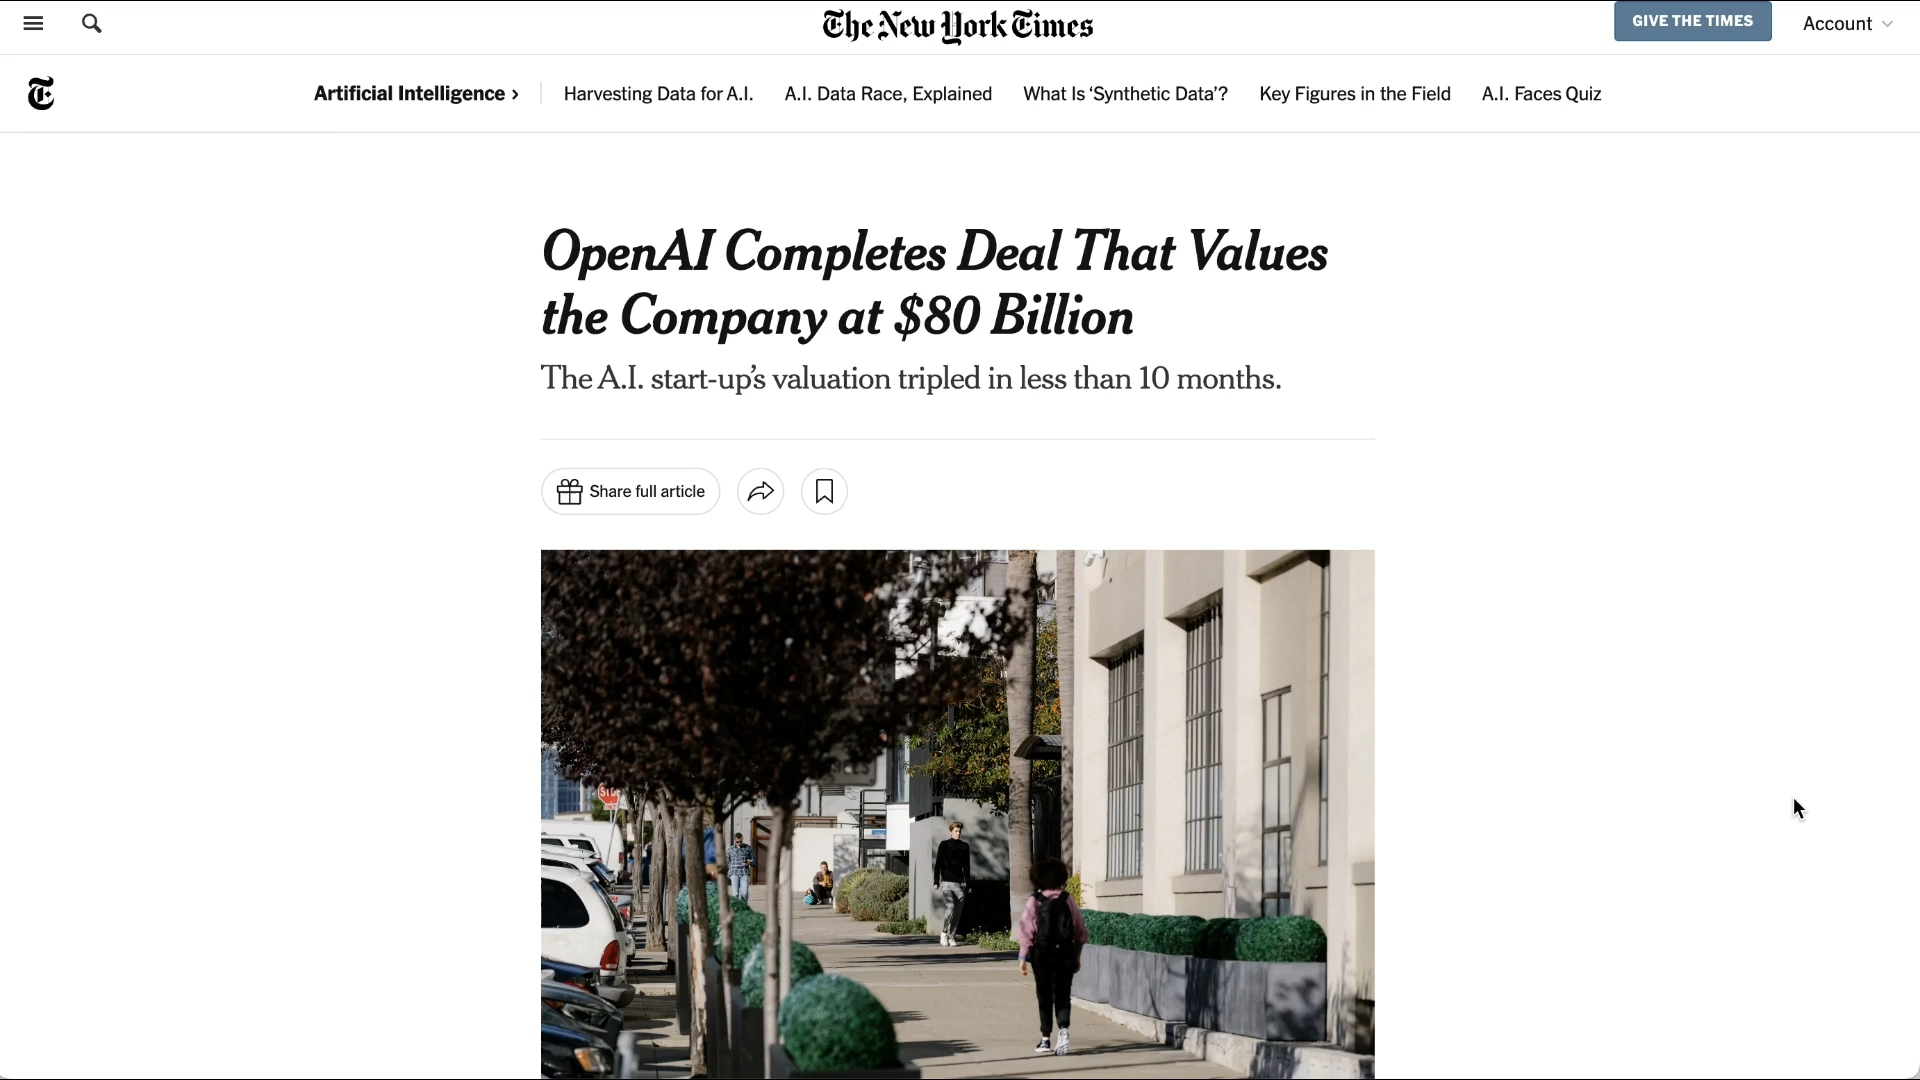 The New York Times
GIVE THE TIMES
Account
T
Artificial Intelligence ›
Harvesting Data for A.I.
A.I. Data Race, Explained
What Is ‘Synthetic Data’?
Key Figures in the Field
A.I. Faces Quiz
OpenAI Completes Deal That Values
the Company at $80 Billion
The A.I. start-up’s valuation tripled in less than 10 months.
Share full article
STOP